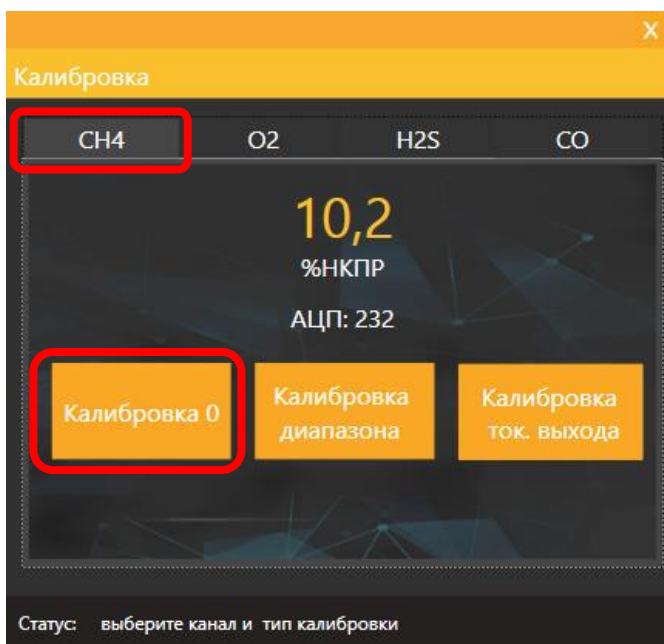 X
Калибровка
CH4 O2 H2S CO
10,2
%НКПР
АЦП: 232
Калибровка 0
Калибровка
диапазона
Калибровка
ток. выхода
Статус: выберите канал и тип калибровки